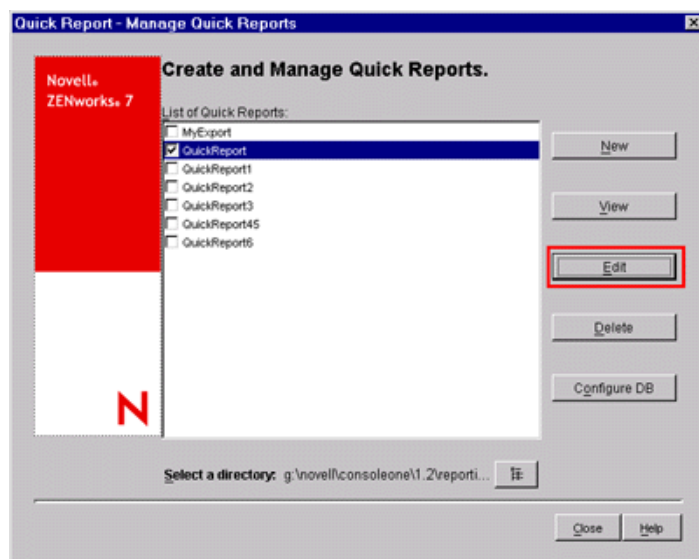 Quick Report - Manage Quick Reports
Novell®
ZENworks® 7
Create and Manage Quick Reports.
List of Quick Reports:
MyExport
QuickReport
QuickReport1
QuickReport2
QuickReport3
QuickReport45
QuickReport6
New
View
Edit
Delete
Configure DB
N
Select a directory: g:\novell\consoleone\1.2\reporti...
Close
Help